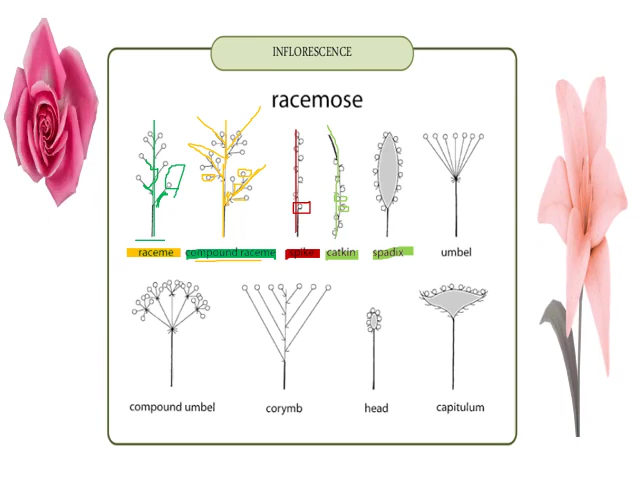 INFLORESCENCE
racemose
raceme compound raceme spike catkin spadix umbel
compound umbel corymb head capitulum